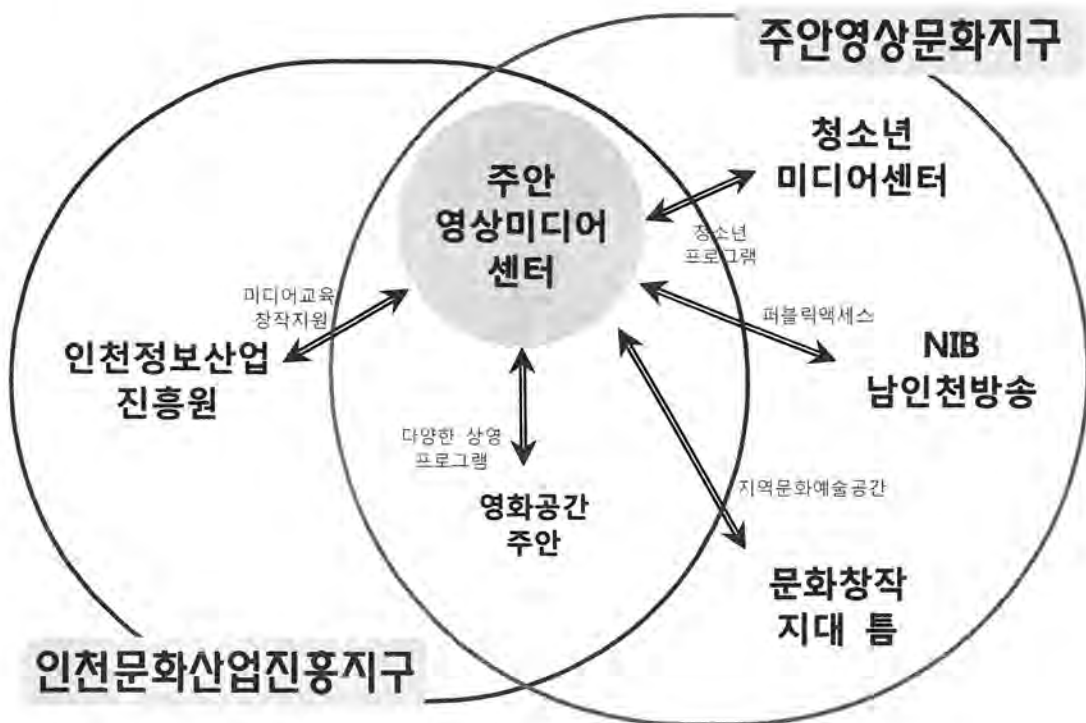 주안영상문화지구
청소년
미디어센터
주안
영상미디어
센터
청소년
프로그램
미디어교육
창작지원
퍼블릭액세스
인천정보산업
진흥원
NIB
남인천방송
다양한 상영
프로그램
지역문화예술공간
영화공간
주안
문화창작
지대 틈
인천문화산업진흥지구